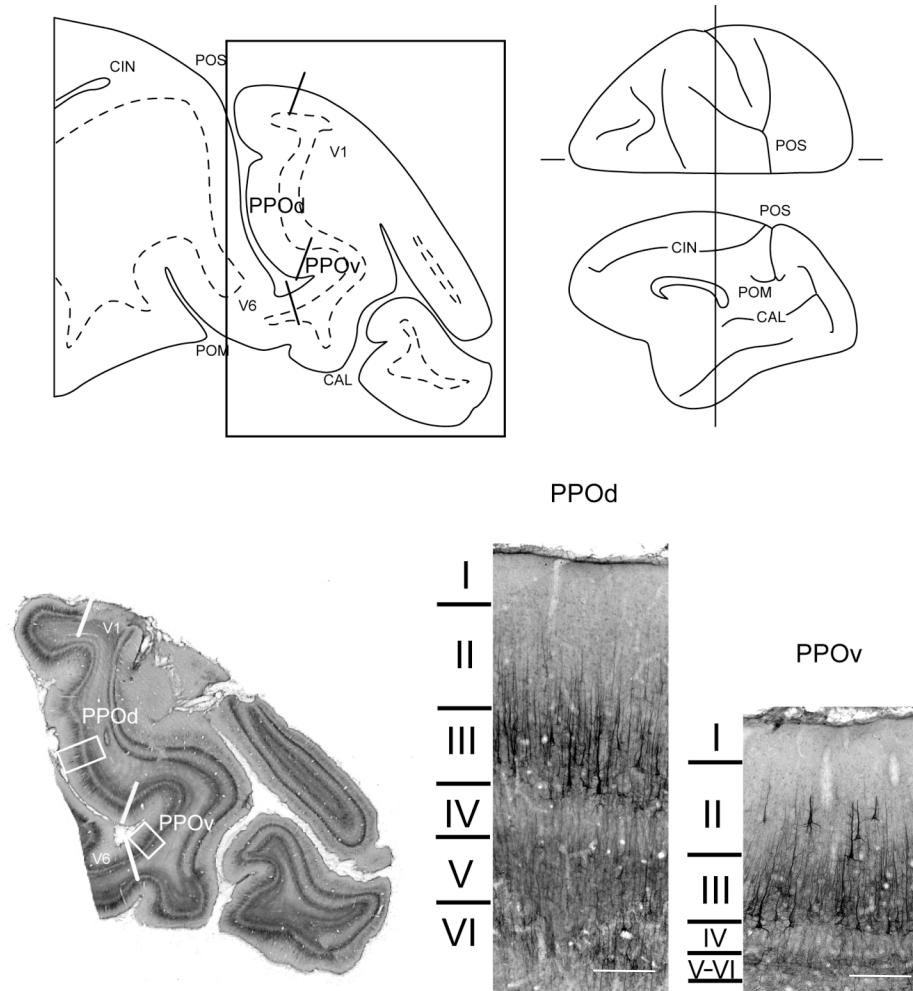 CIN
POS
V1
PPOd
PPOv
V6
POM
CAL
POS
POS
CIN
POM
CAL
PPOd
I
II
III
IV
V
VI
PPOv
I
II
III
IV
V-VI
V1
PPOd
PPOv
V6